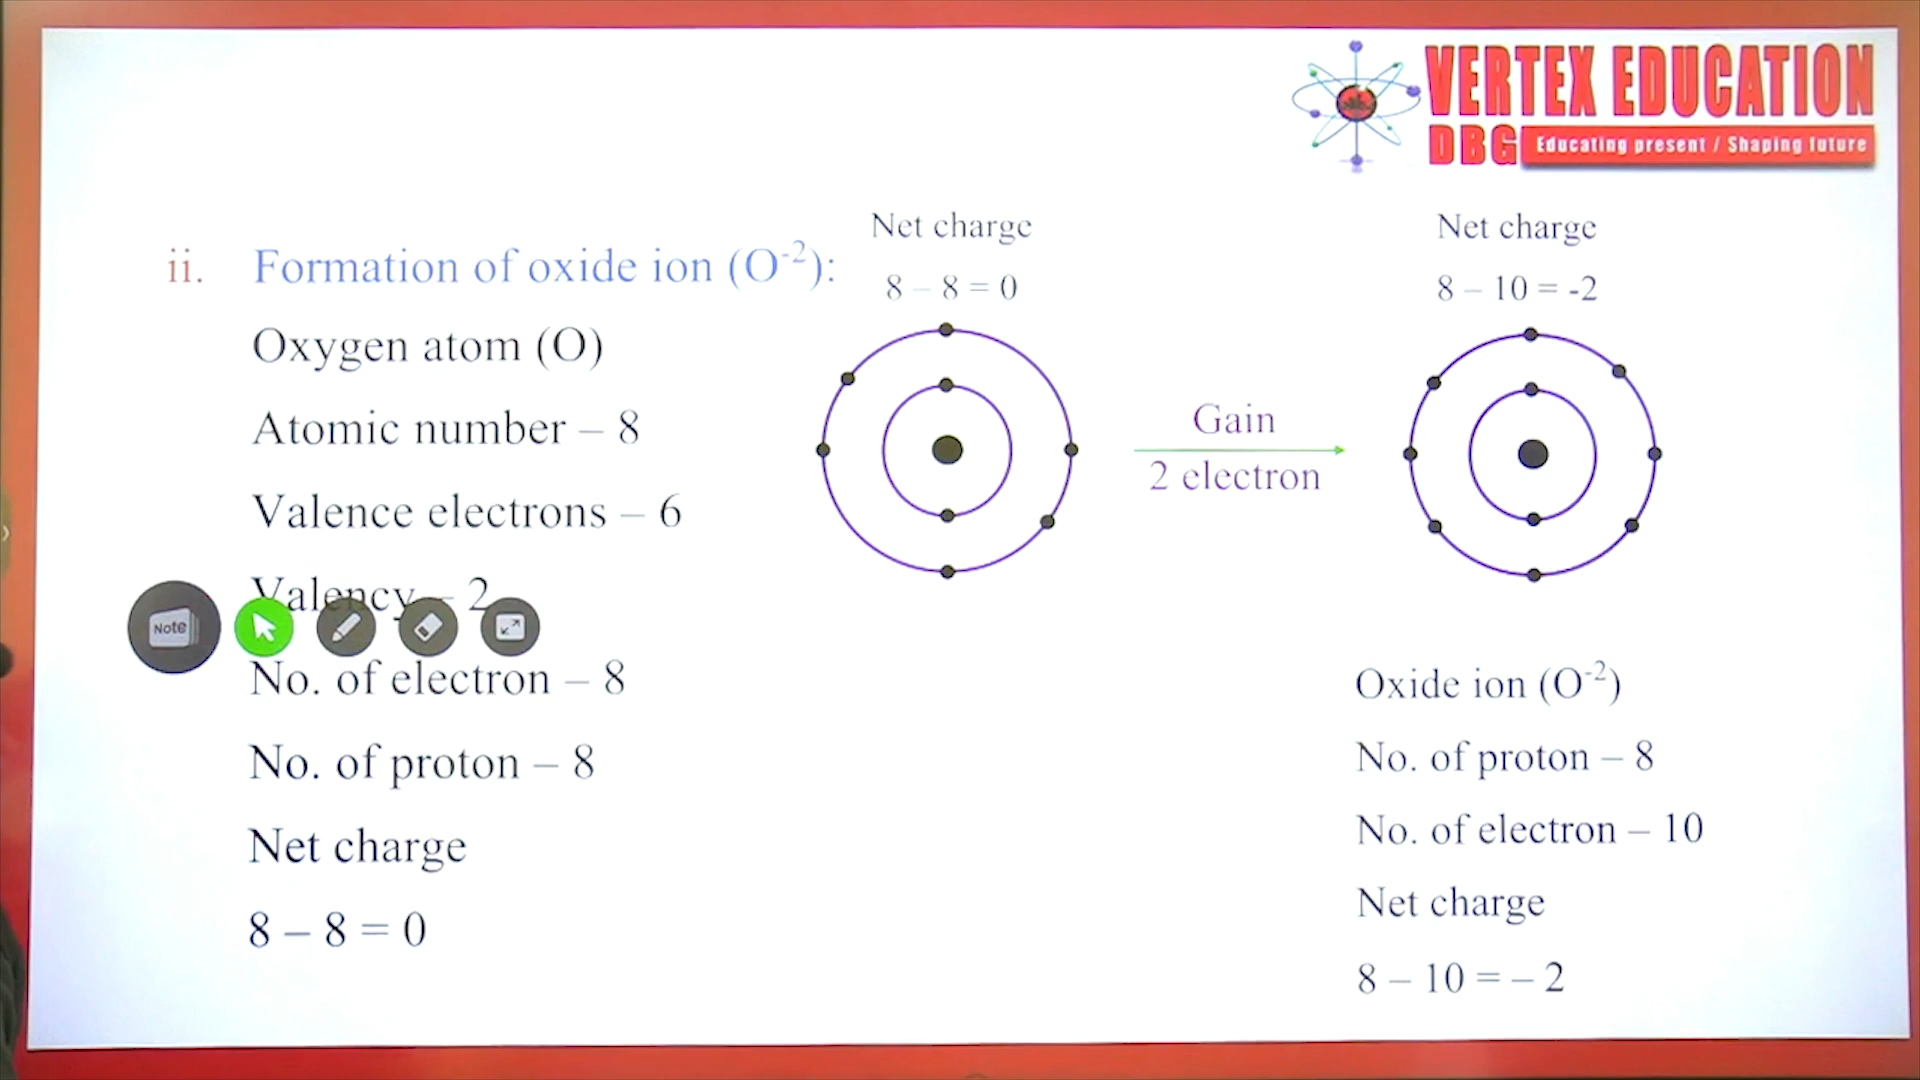 VERTEX EDUCATION
DBG Educating present / Shaping future
ii. Formation of oxide ion (O⁻²):
Oxygen atom (O)
Atomic number – 8
Valence electrons – 6
Valency – 2
Note
No. of electron – 8
No. of proton – 8
Net charge
8 – 8 = 0
Net charge
8 – 8 = 0
Gain
2 electron
Net charge
8 – 10 = -2
Oxide ion (O⁻²)
No. of proton – 8
No. of electron – 10
Net charge
8 – 10 = – 2